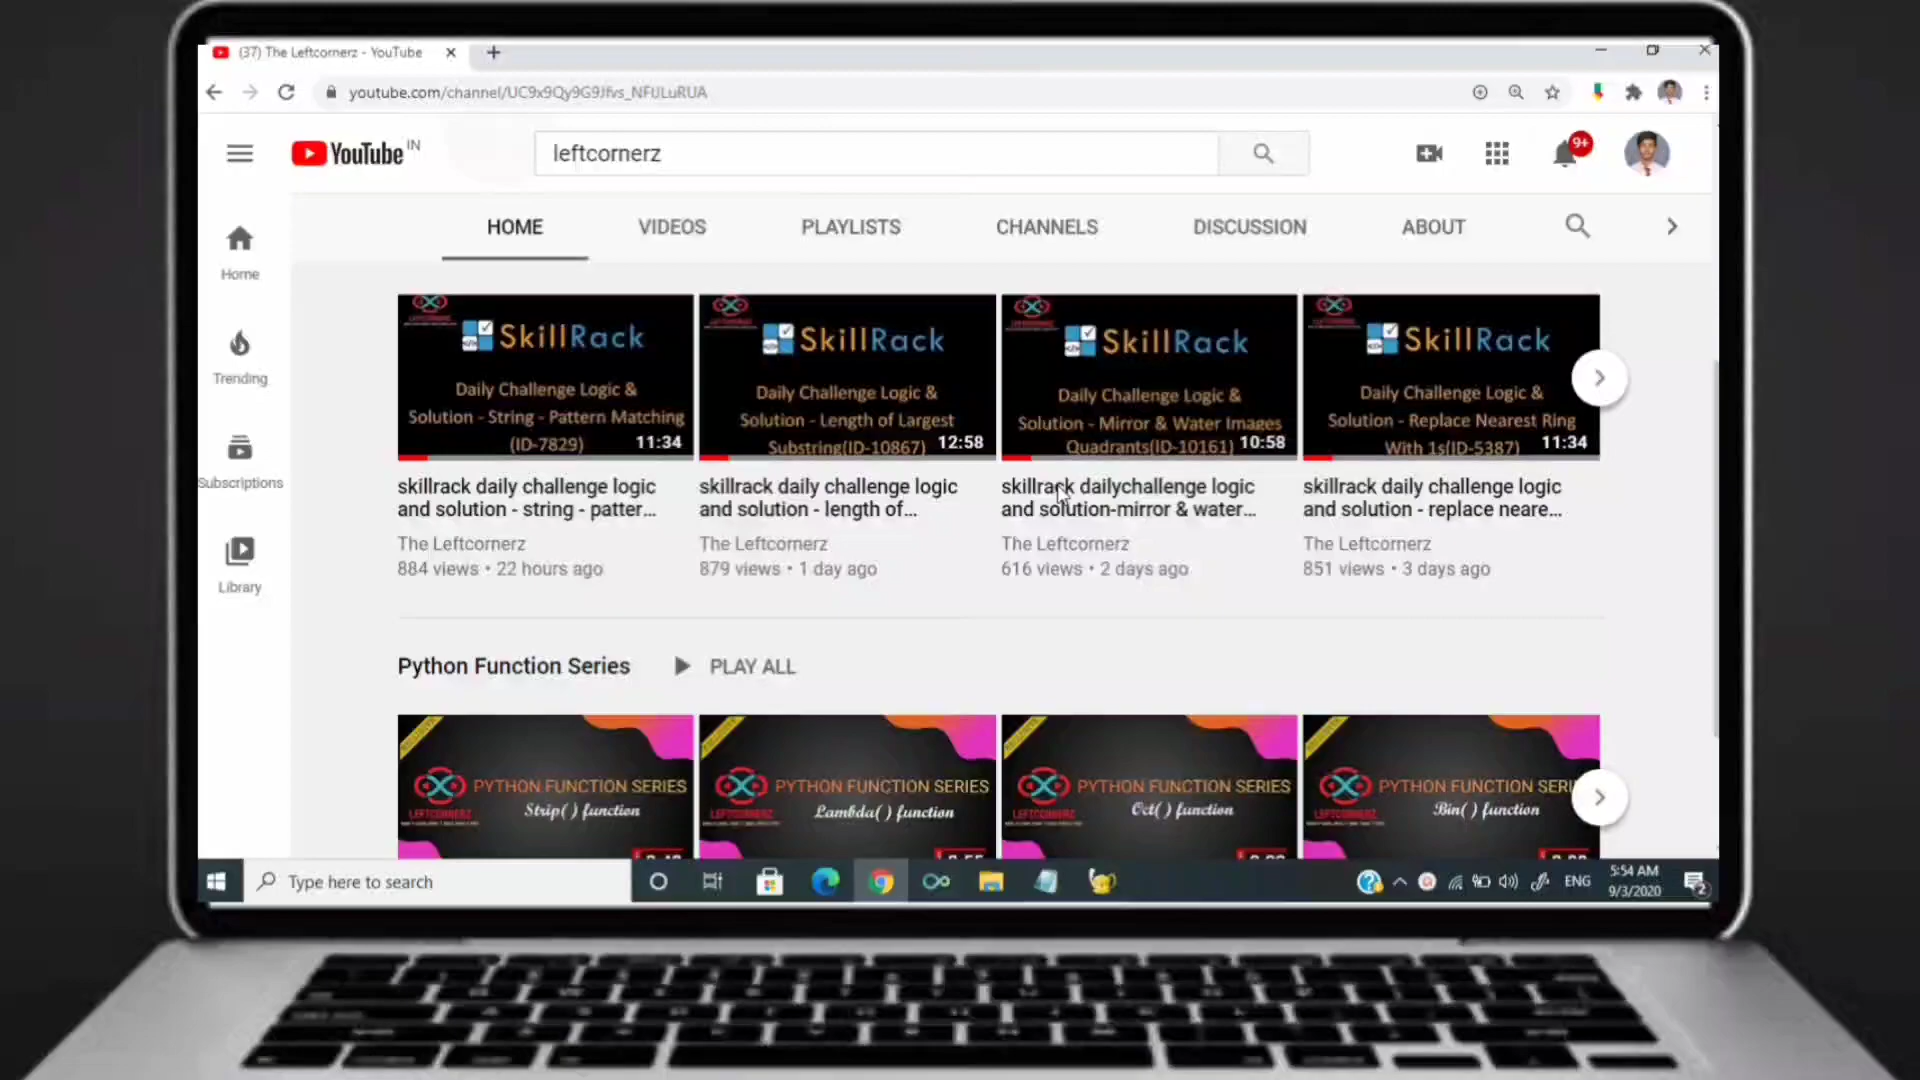 (37) The Leftcornerz - YouTube
youtube.com/channel/UC9x9Qy9G9Jfvs_NFIJLuRUA
YouTube IN
leftcornerz
9+
HOME VIDEOS PLAYLISTS CHANNELS DISCUSSION ABOUT
Home
Trending
Subscriptions
Library
SkillRack
Daily Challenge Logic &
Solution - String - Pattern Matching
(ID-7829)
11:34
skillrack daily challenge logic
and solution - string - patter...
The Leftcornerz
884 views • 22 hours ago
SkillRack
Daily Challenge Logic &
Solution - Length of Largest
Substring(ID-10867)
12:58
skillrack daily challenge logic
and solution - length of...
The Leftcornerz
879 views • 1 day ago
SkillRack
Daily Challenge Logic &
Solution - Mirror & Water Images
Quadrants(ID-10161)
10:58
skillrack dailychallenge logic
and solution-mirror & water...
The Leftcornerz
616 views • 2 days ago
SkillRack
Daily Challenge Logic &
Solution - Replace Nearest Ring
With 1s(ID-5387)
11:34
skillrack daily challenge logic
and solution - replace neare...
The Leftcornerz
851 views • 3 days ago
Python Function Series PLAY ALL
PYTHON FUNCTION SERIES
Strip( ) function
LEFTCORNERZ
PYTHON FUNCTION SERIES
Lambda( ) function
LEFTCORNERZ
PYTHON FUNCTION SERIES
Oct( ) function
LEFTCORNERZ
PYTHON FUNCTION SERI
Bin( ) function
LEFTCORNERZ
Type here to search
ENG
5:54 AM
9/3/2020
2